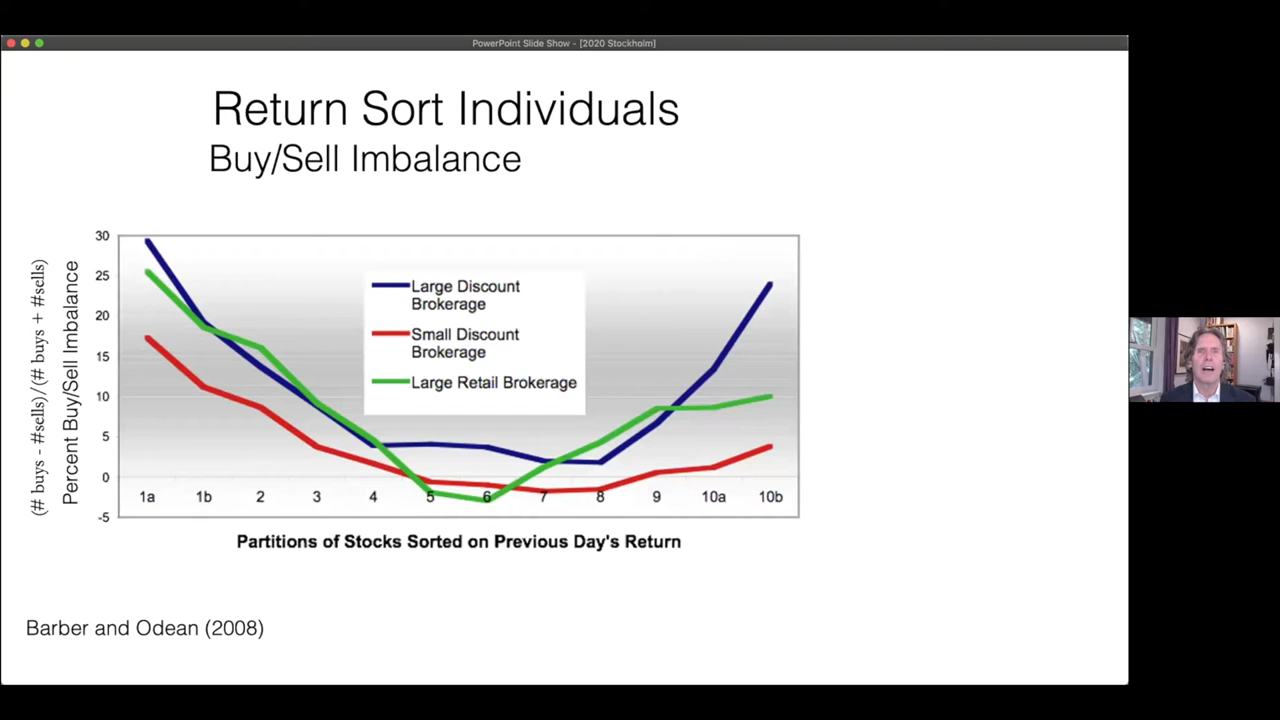 PowerPoint Slide Show - [2020 Stockholm]
Return Sort Individuals
Buy/Sell Imbalance
(# buys - #sells)/(# buys + #sells)
Percent Buy/Sell Imbalance
30
25
20
15
10
5
0
-5
Large Discount
Brokerage
Small Discount
Brokerage
Large Retail Brokerage
1a 1b 2 3 4 5 6 7 8 9 10a 10b
Partitions of Stocks Sorted on Previous Day's Return
Barber and Odean (2008)